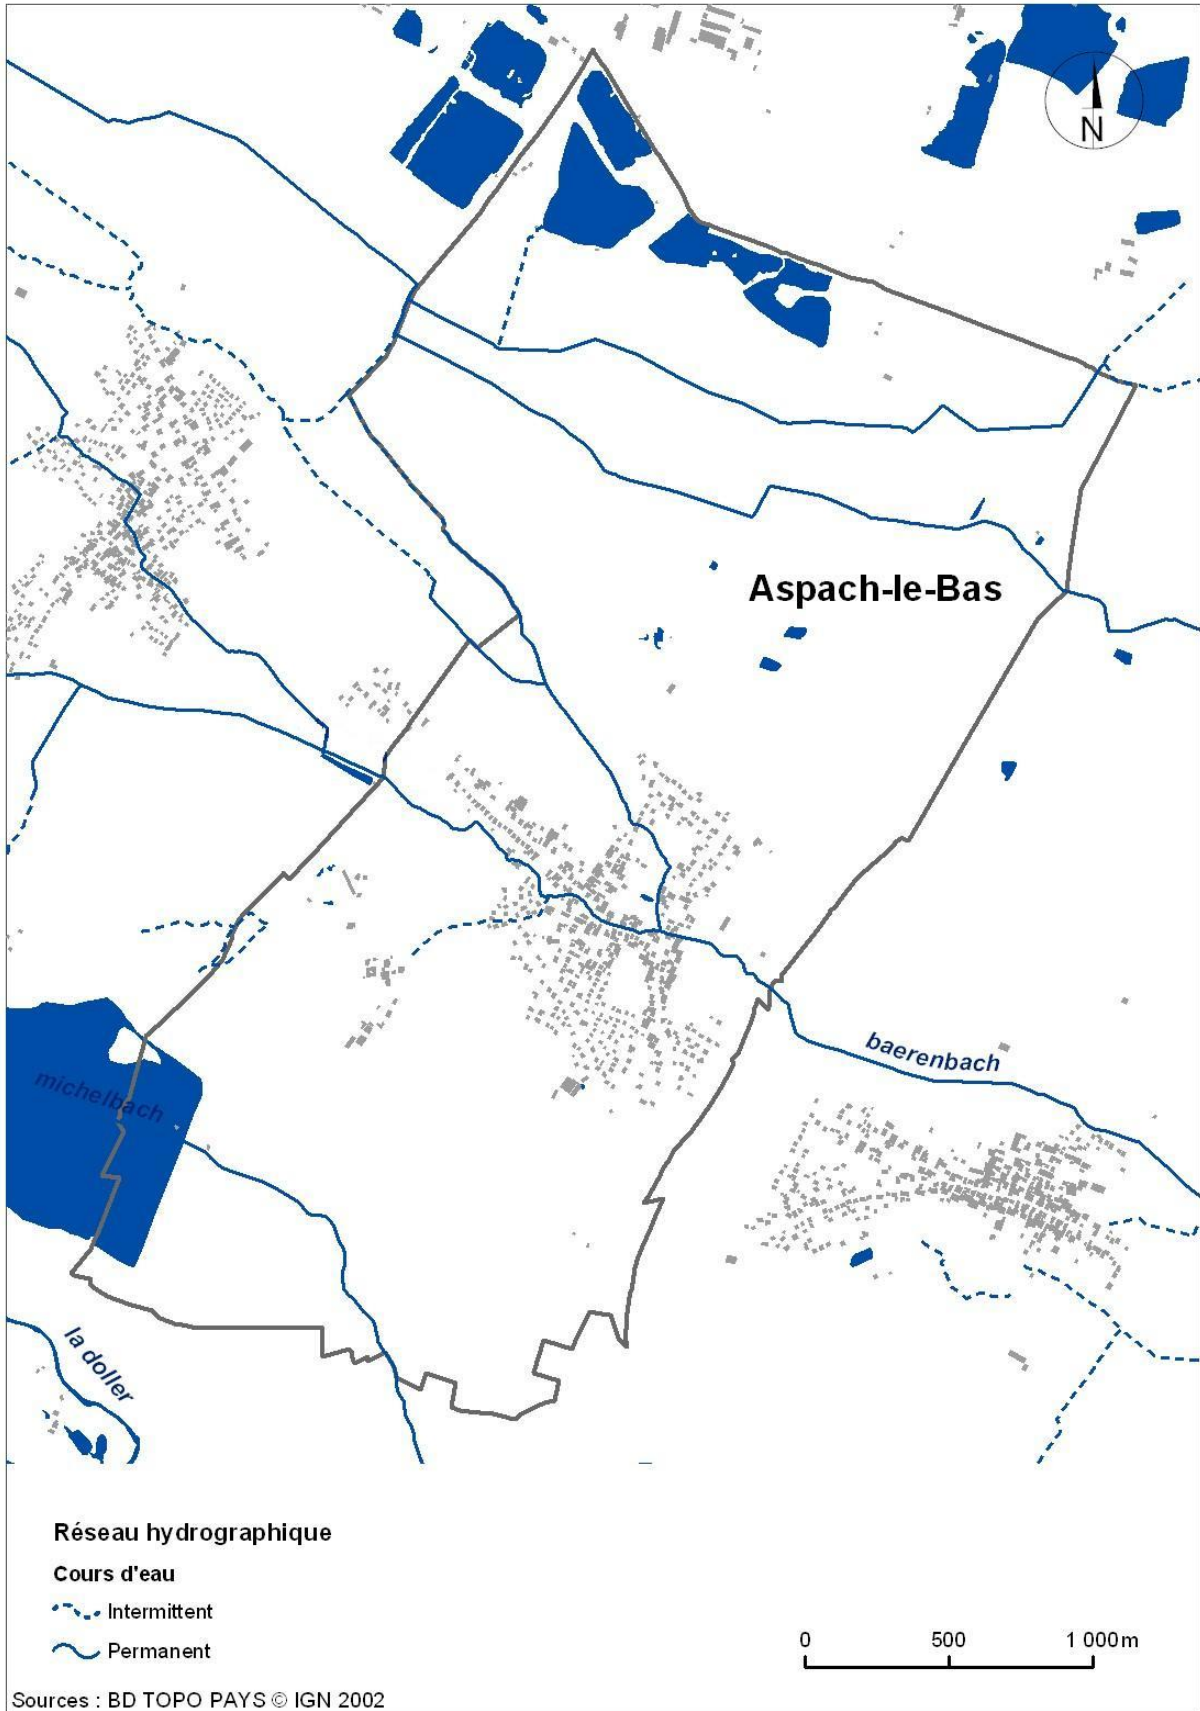 N
Aspach-le-Bas
baerenbach
michelbach
la doller
Réseau hydrographique
Cours d'eau
Intermittent
Permanent
0 500 1 000m
Sources : BD TOPO PAYS © IGN 2002